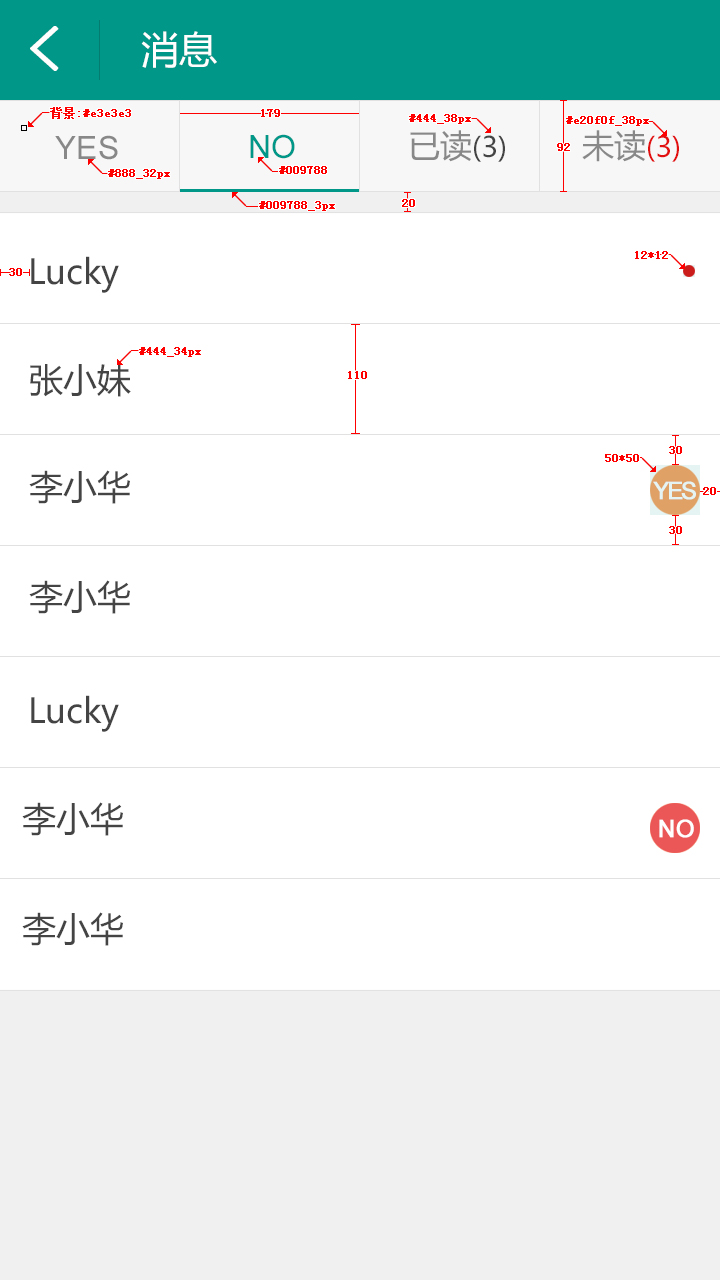 消息
背景:#e3e3e3
179
#444_38px
#e20f0f_38px
YES
NO
已读(3)
92
未读(3)
#888_32px
#009788
#009788_3px
20
12*12
30
Lucky
#444_34px
110
张小妹
30
50*50
李小华
YES
20
30
李小华
Lucky
李小华
NO
李小华